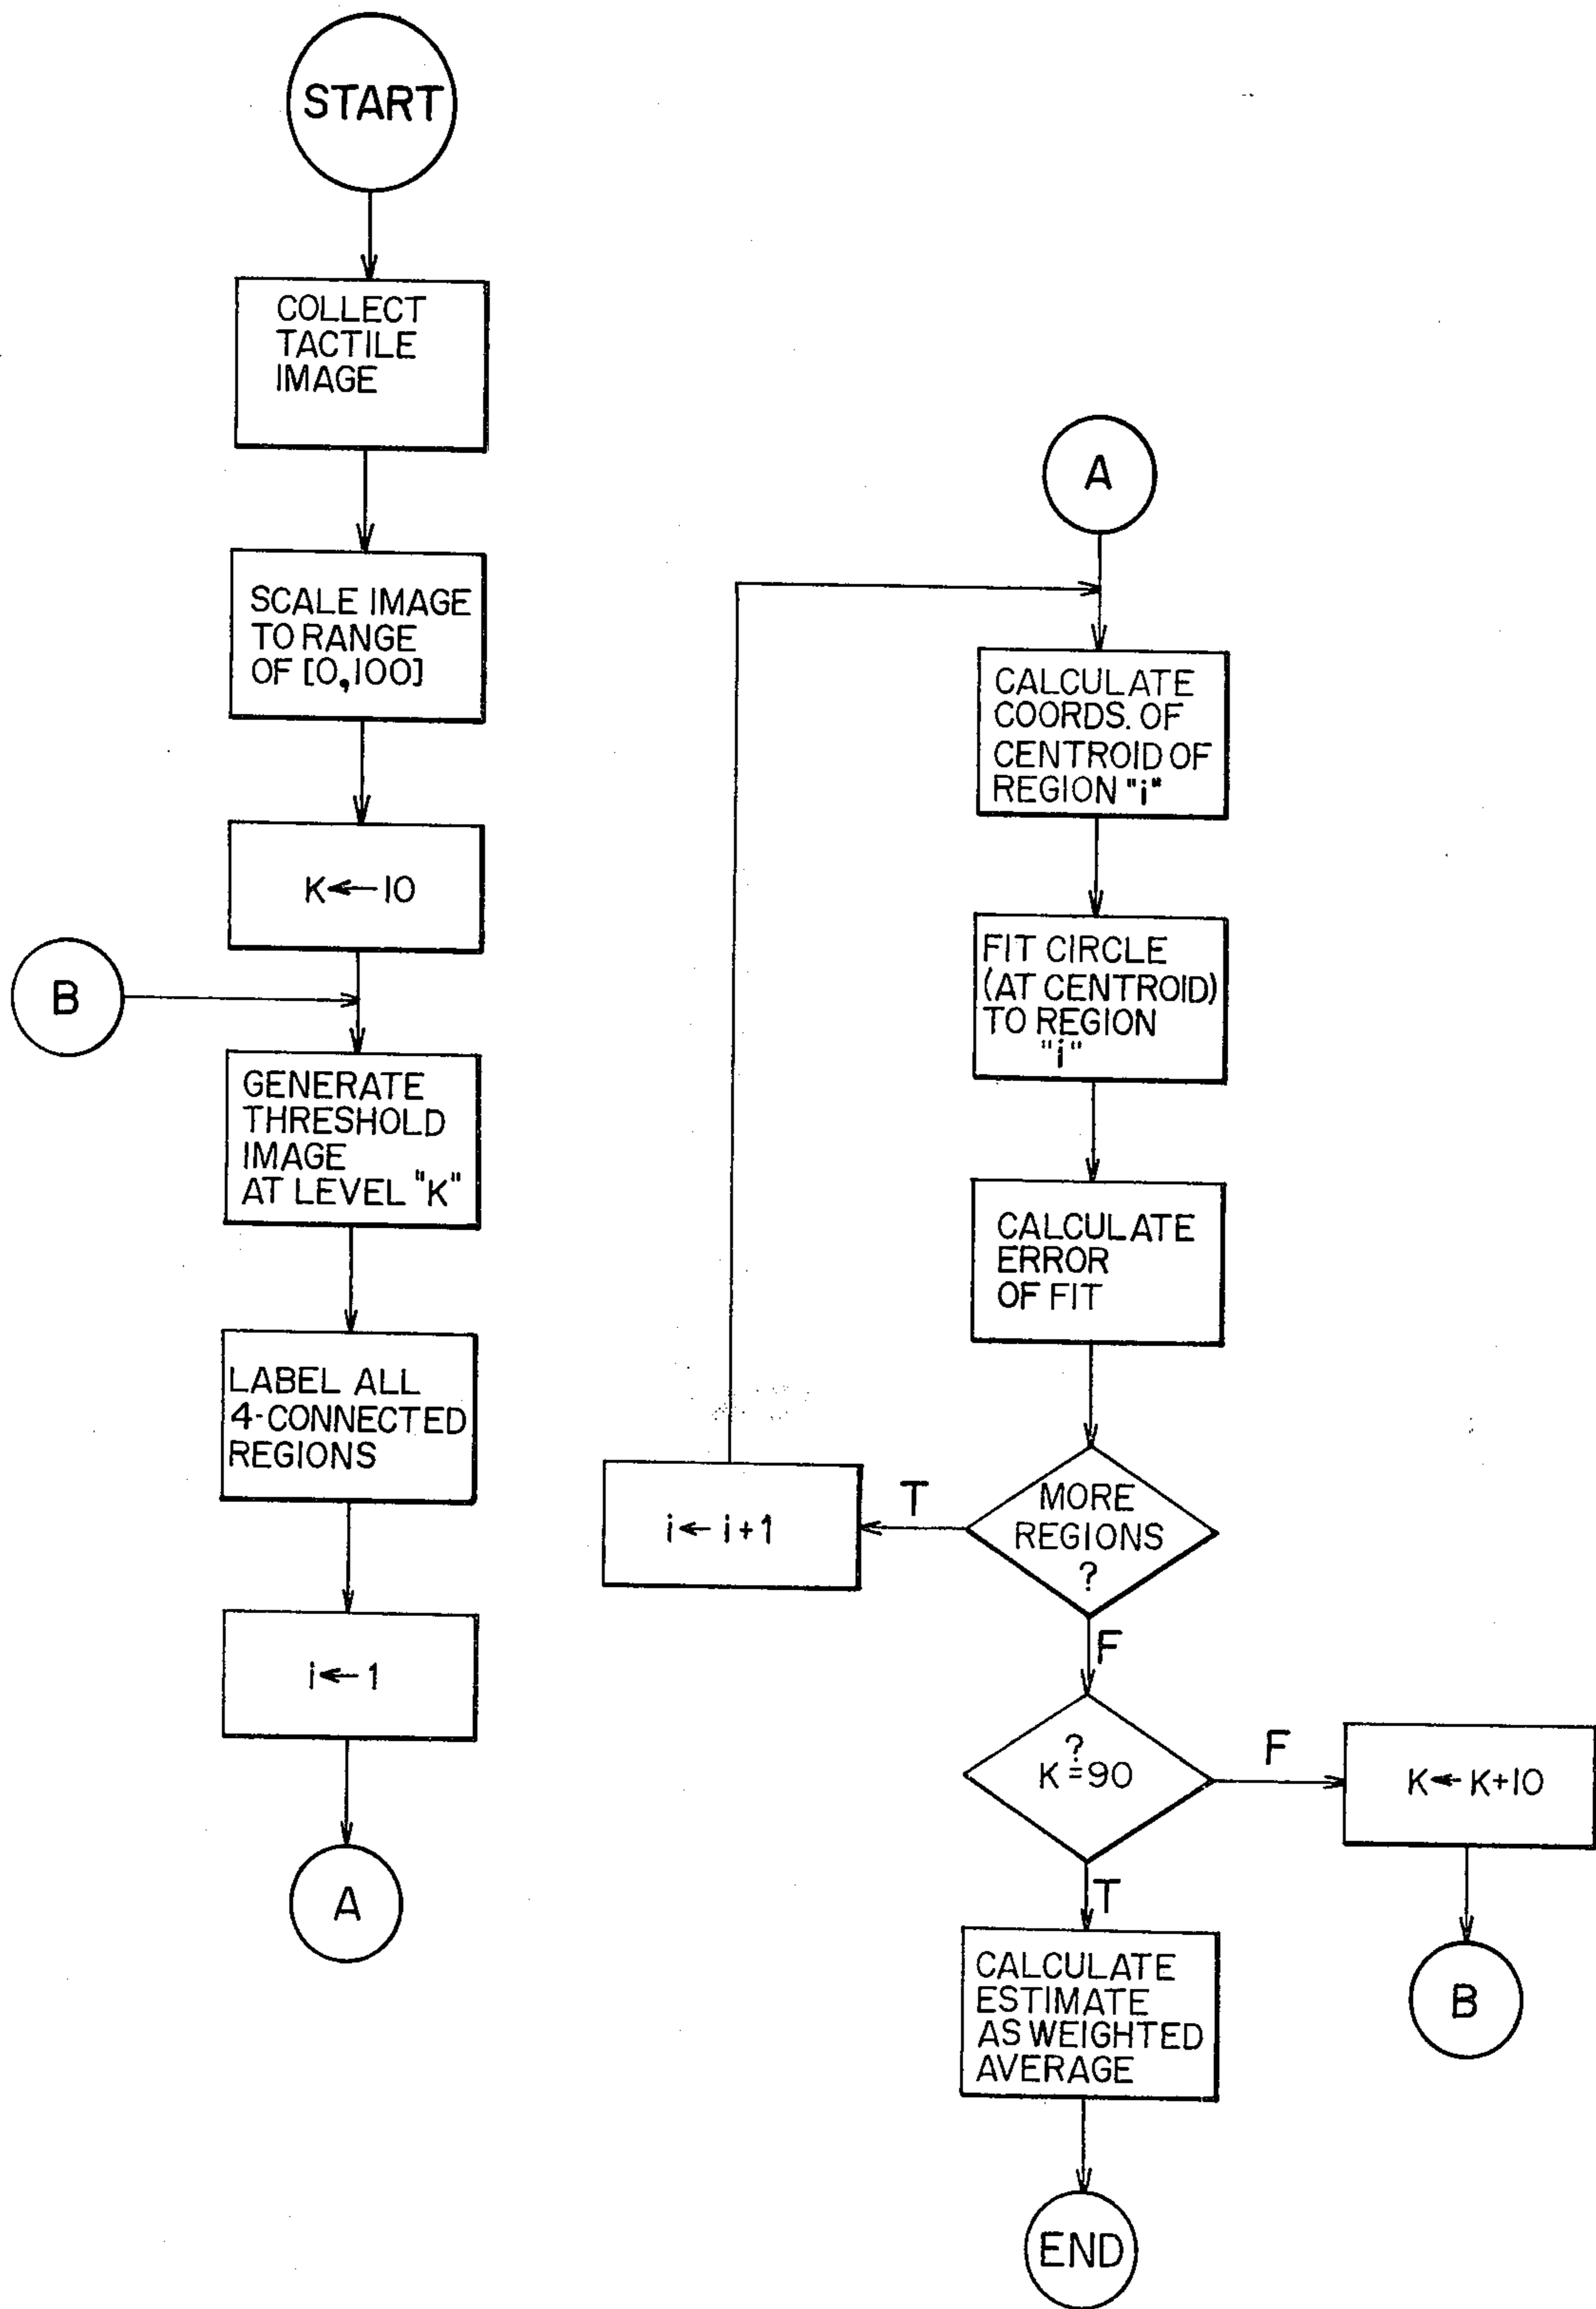 START
COLLECT
TACTILE
IMAGE
SCALE IMAGE
TO RANGE
OF [0,100]
K←10
B
GENERATE
THRESHOLD
IMAGE
AT LEVEL "K"
LABEL ALL
4-CONNECTED
REGIONS
i←1
A
A
CALCULATE
COORDS. OF
CENTROID OF
REGION "i"
FIT CIRCLE
(AT CENTROID)
TO REGION
"i"
CALCULATE
ERROR
OF FIT
MORE
REGIONS
?
T
i←i+1
F
?
K=90
F
K←K+10
B
T
CALCULATE
ESTIMATE
AS WEIGHTED
AVERAGE
END